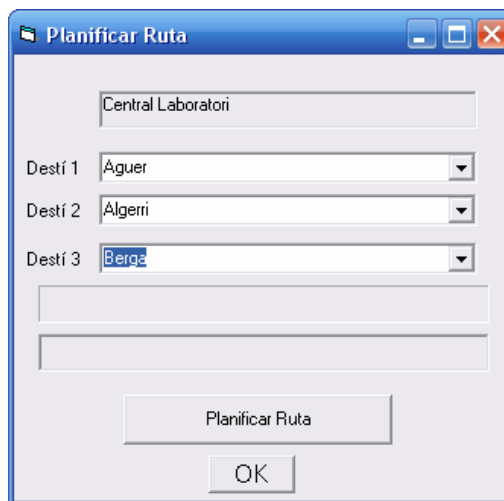 Planificar Ruta
Central Laboratori
Destí 1 Aguer
Destí 2 Algerri
Destí 3 Berga
Planificar Ruta
OK